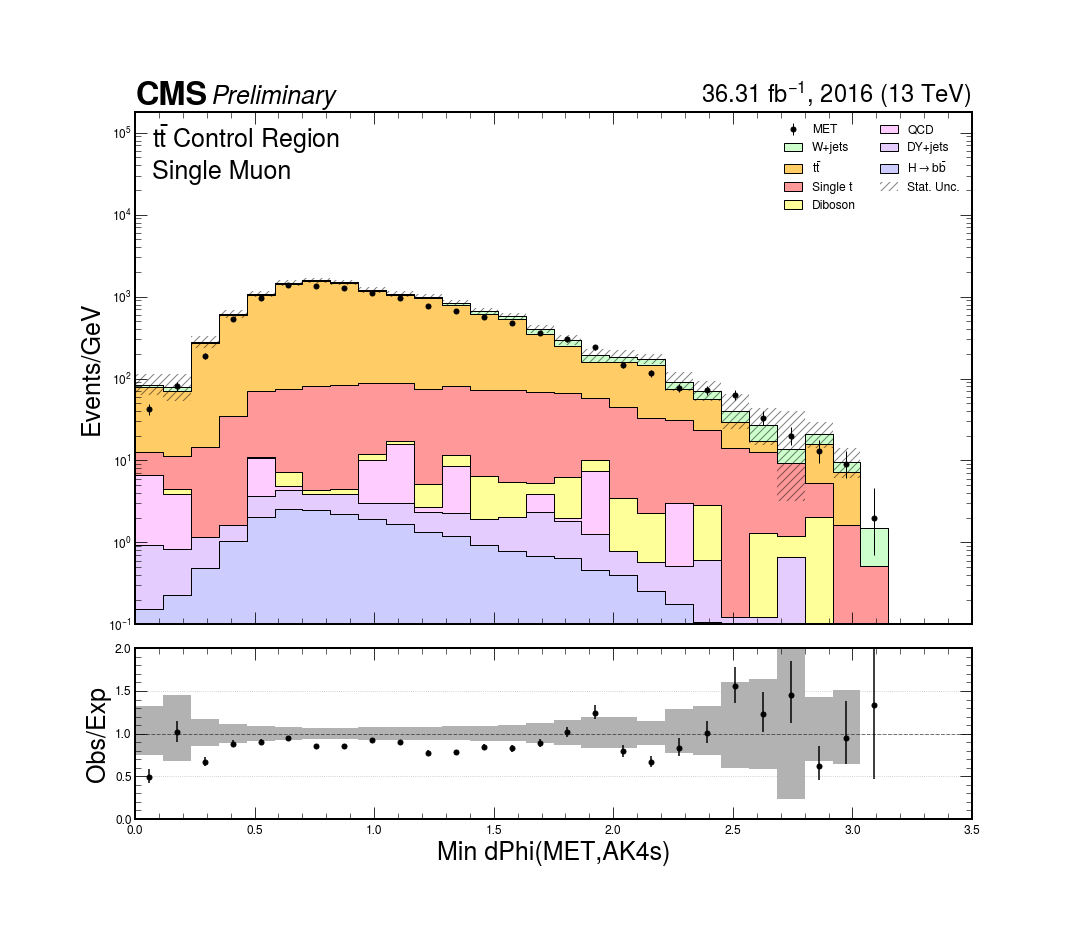 CMS Preliminary
36.31 fb⁻¹, 2016 (13 TeV)
tt̄ Control Region
Single Muon
MET
W+jets
tt̄
Single t
Diboson
QCD
DY+jets
H→bb̄
Stat. Unc.
Events/GeV
10⁵
10⁴
10³
10²
10¹
10⁰
10⁻¹
Obs/Exp
2.0
1.5
1.0
0.5
0.0
0.0 0.5 1.0 1.5 2.0 2.5 3.0 3.5
Min dPhi(MET,AK4s)